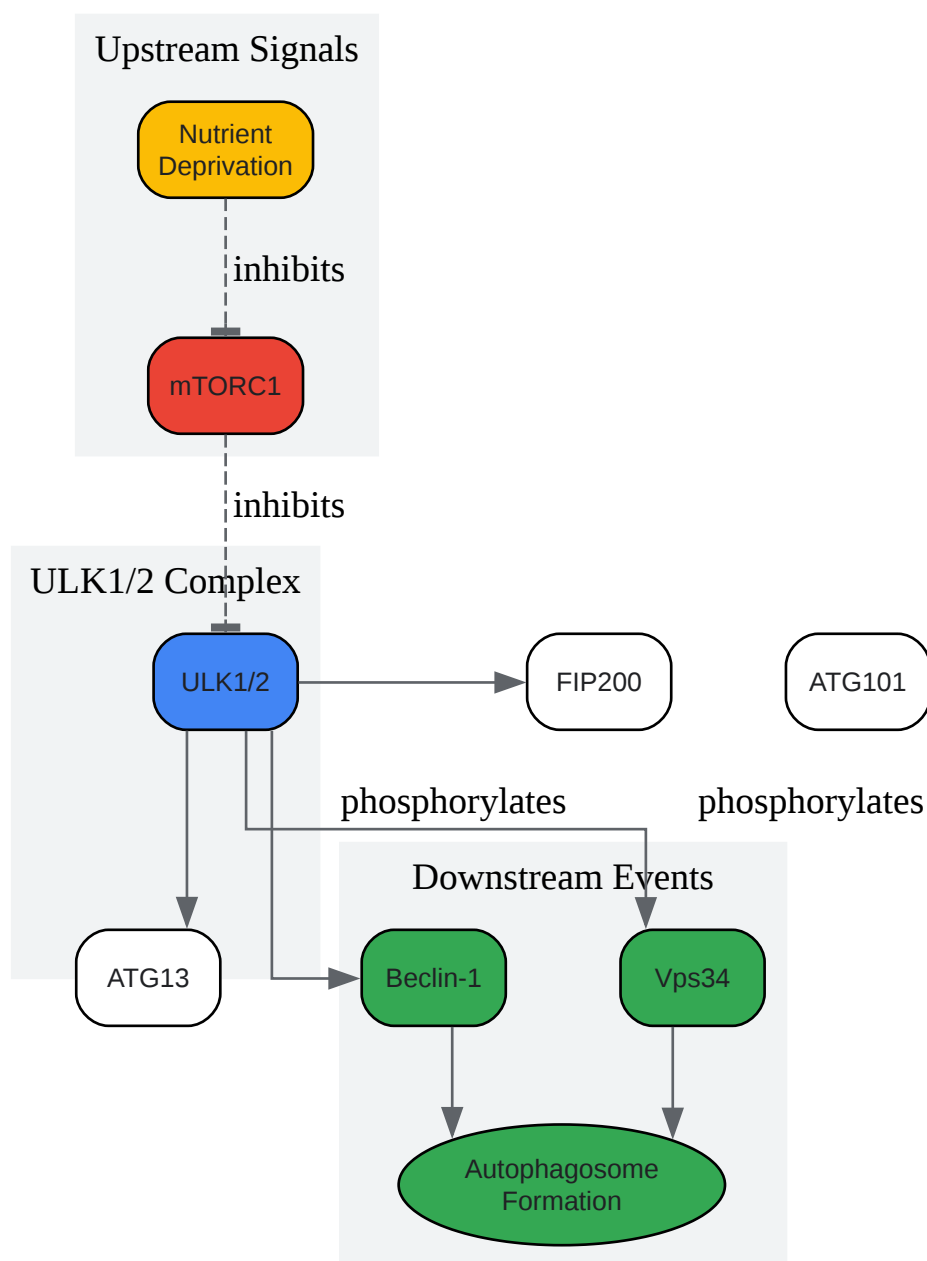 Upstream Signals
Nutrient
Deprivation
inhibits
mTORC1
inhibits
ULK1/2 Complex
ULK1/2
FIP200
ATG101
phosphorylates
phosphorylates
Downstream Events
ATG13
Beclin-1
Vps34
Autophagosome
Formation